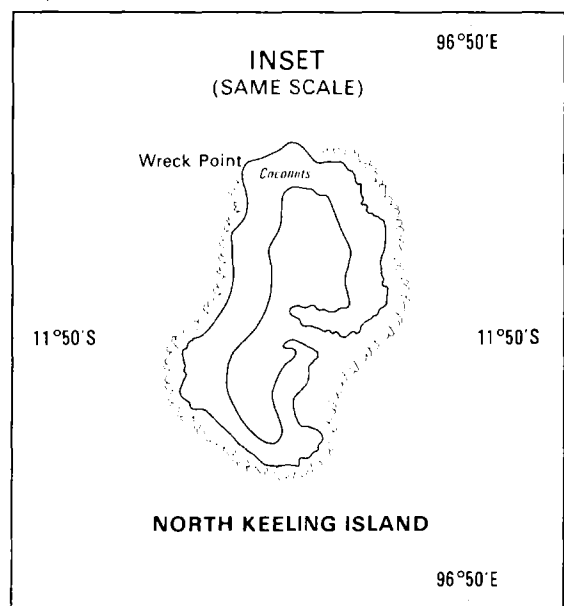 96°50'E
INSET
(SAME SCALE)
Wreck Point
Coconuts
11°50'S
11°50'S
NORTH KEELING ISLAND
96°50'E